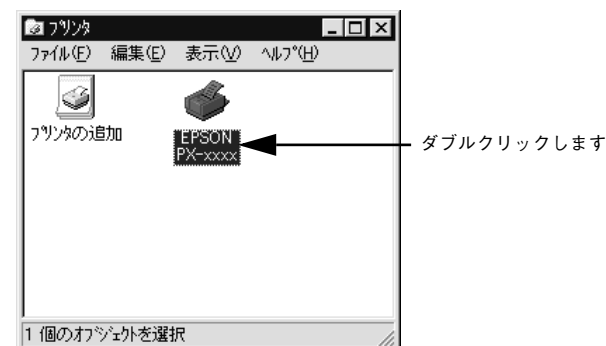 プリンタ
ファイル(F) 編集(E) 表示(V) ヘルプ(H)
プリンタの追加
EPSON
PX-xxxx
ダブルクリックします
1 個のオブジェクトを選択